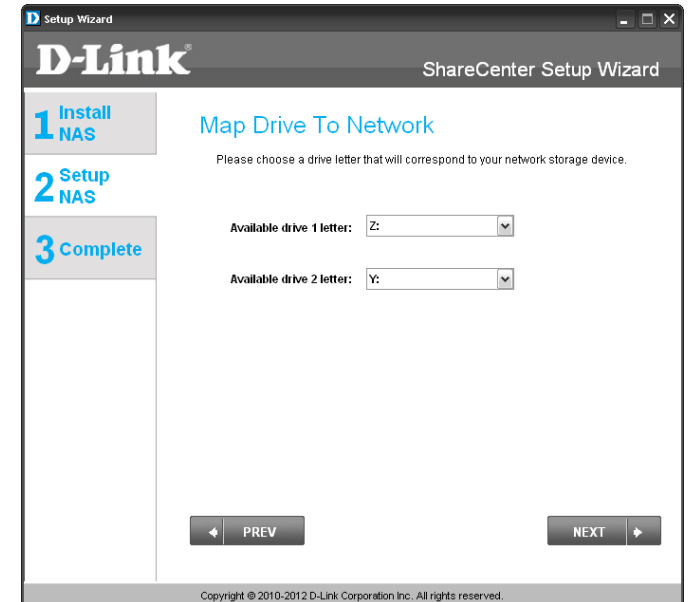 Setup Wizard
D-Link®
ShareCenter Setup Wizard
1 Install
NAS
2 Setup
NAS
3 Complete
Map Drive To Network
Please choose a drive letter that will correspond to your network storage device.
Available drive 1 letter: Z:
Available drive 2 letter: Y:
PREV
NEXT
Copyright © 2010-2012 D-Link Corporation Inc. All rights reserved.